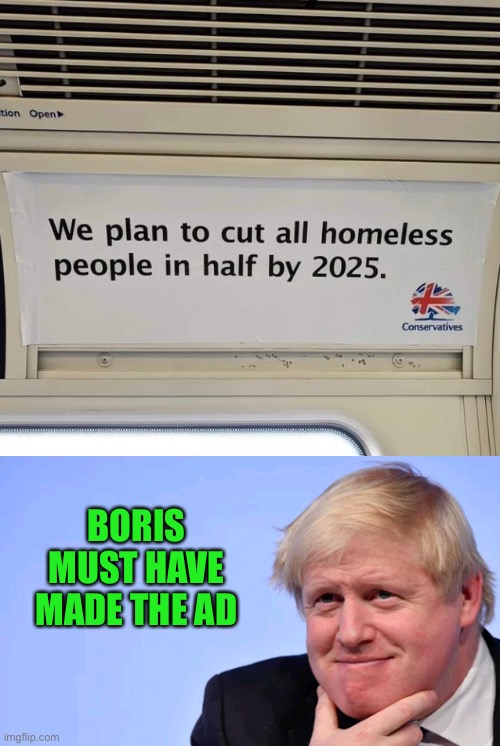 tion Open▶
We plan to cut all homeless
people in half by 2025.
Conservatives
BORIS
MUST HAVE
MADE THE AD
imgflip.com